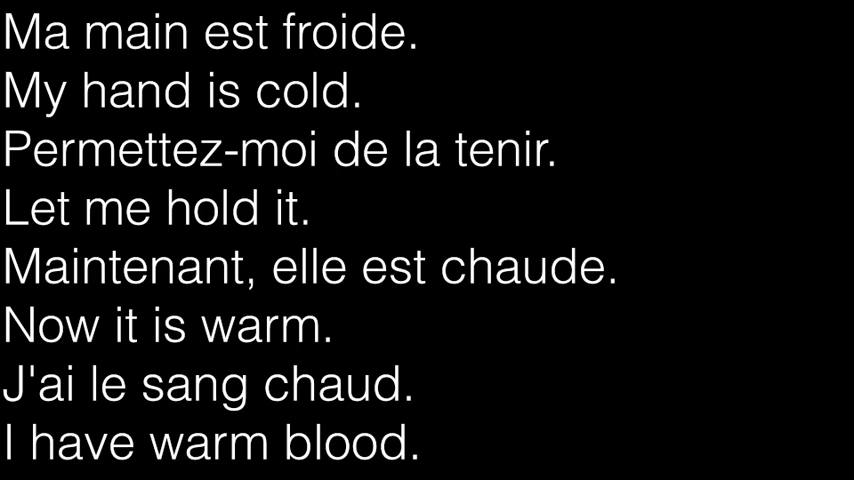 Ma main est froide.
My hand is cold.
Permettez-moi de la tenir.
Let me hold it.
Maintenant, elle est chaude.
Now it is warm.
J'ai le sang chaud.
I have warm blood.